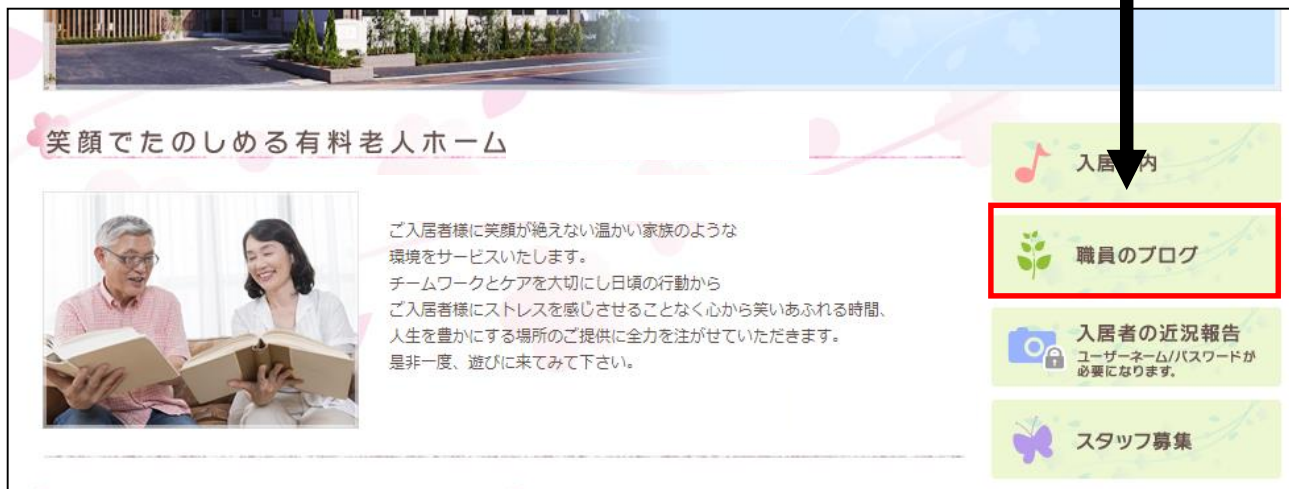 笑顔でたのしめる有料老人ホーム
ご入居者様に笑顔が絶えない温かい家族のような
環境をサービスいたします。
チームワークとケアを大切にし日頃の行動から
ご入居者様にストレスを感じさせることなく心から笑いあふれる時間、
人生を豊かにする場所のご提供に全力を注がせていただきます。
是非一度、遊びに来てみて下さい。
入居 内
職員のブログ
入居者の近況報告
ユーザーネーム/パスワードが
必要になります。
スタッフ募集